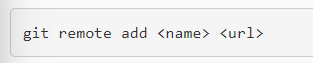 git remote add <name> <url>